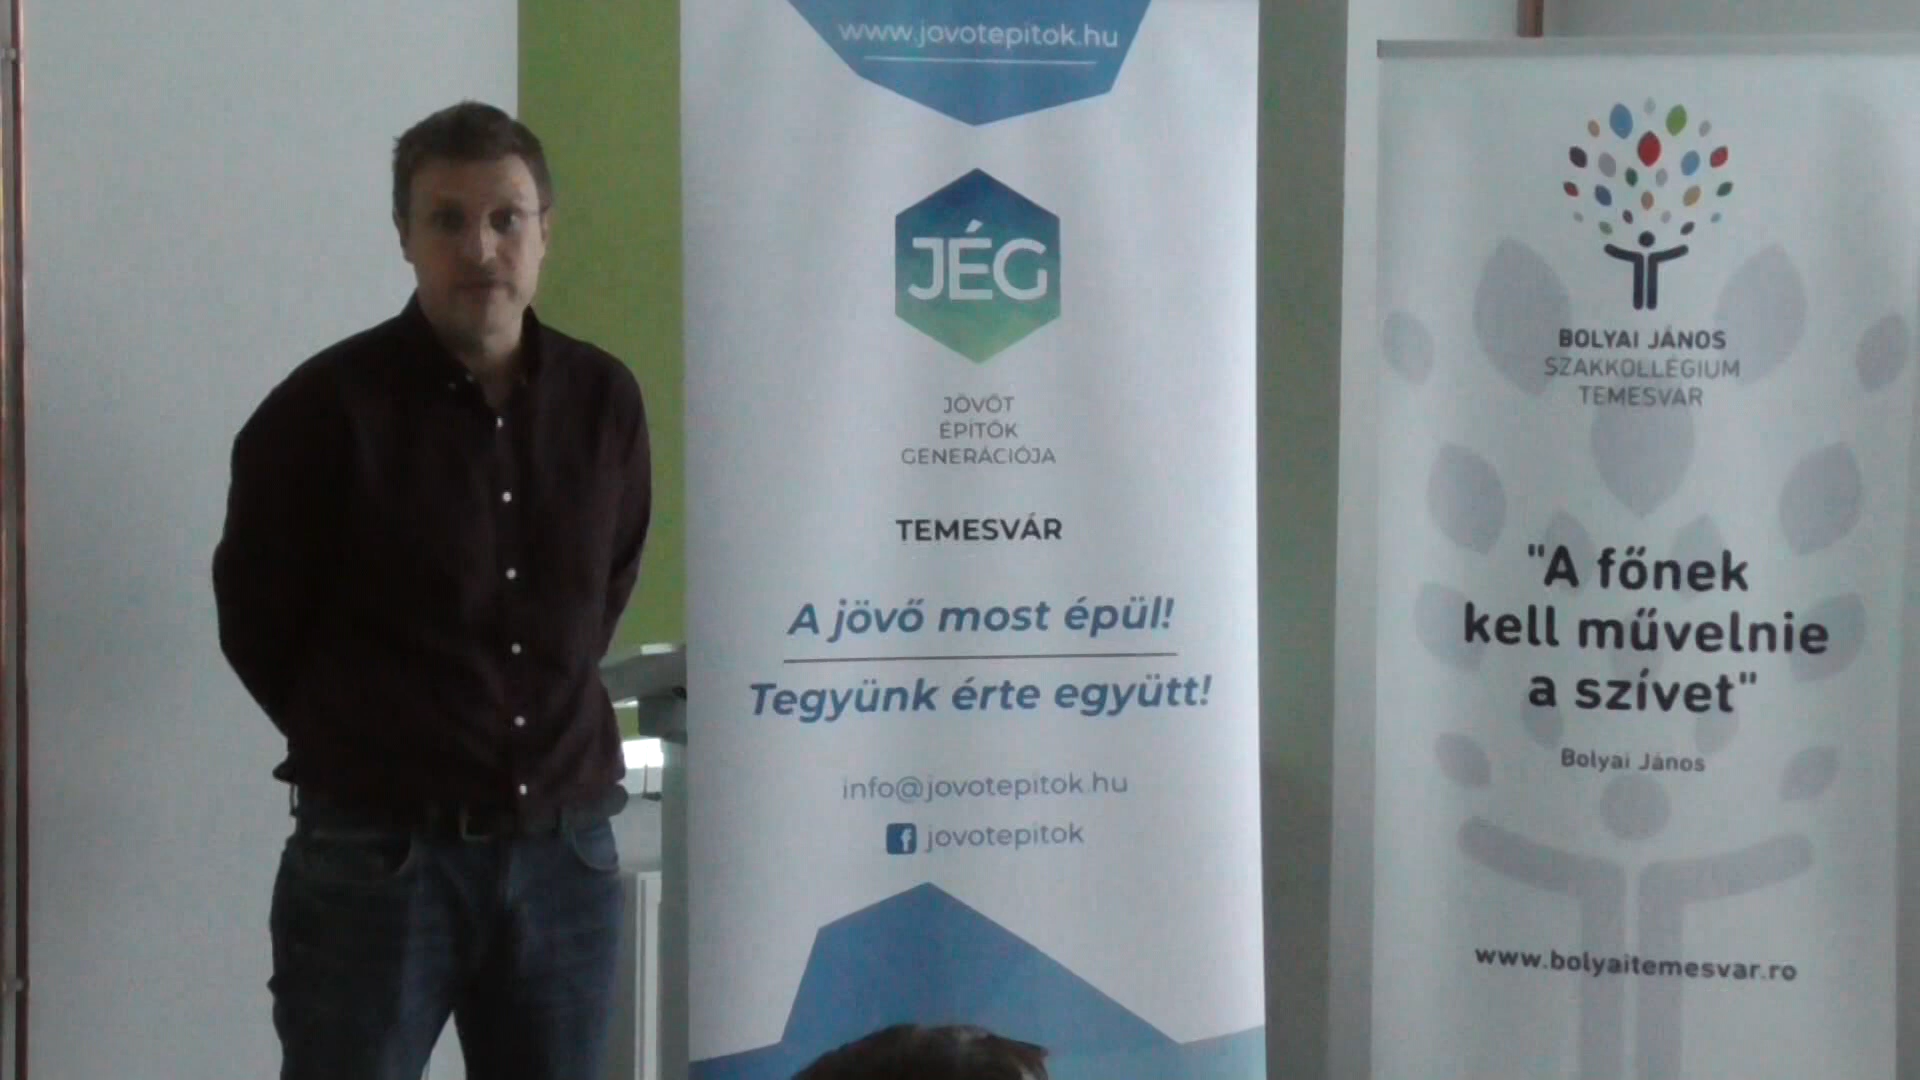 www.jovotepitok.hu
JÉG
JÖVŐT
ÉPÍTŐK
GENERÁCIÓJA
TEMESVÁR
A jövő most épül!
Tegyünk érte együtt!
info@jovotepitok.hu
f jovotepitok
BOLYAI JÁNOS
SZAKKOLLÉGIUM
TEMESVÁR
"A főnek
kell művelnie
a szívet"
Bolyai János
www.bolyaitemesvar.ro